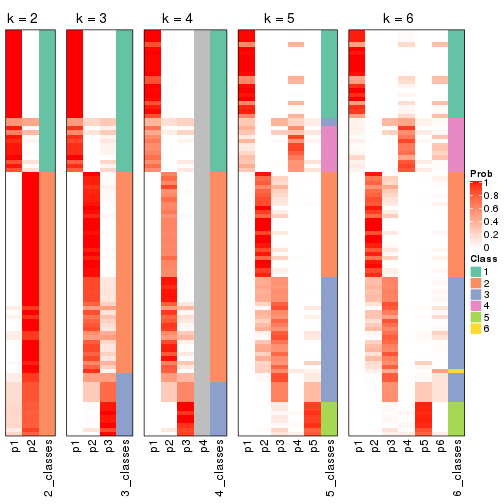 k = 2
k = 3
k = 4
k = 5
k = 6
p1
p2
2_classes
p1
p2
p3
3_classes
p1
p2
p3
p4
4_classes
p1
p2
p3
p4
p5
5_classes
p1
p2
p3
p4
p5
p6
6_classes
Prob
1
0.8
0.6
0.4
0.2
0
Class
1
2
3
4
5
6